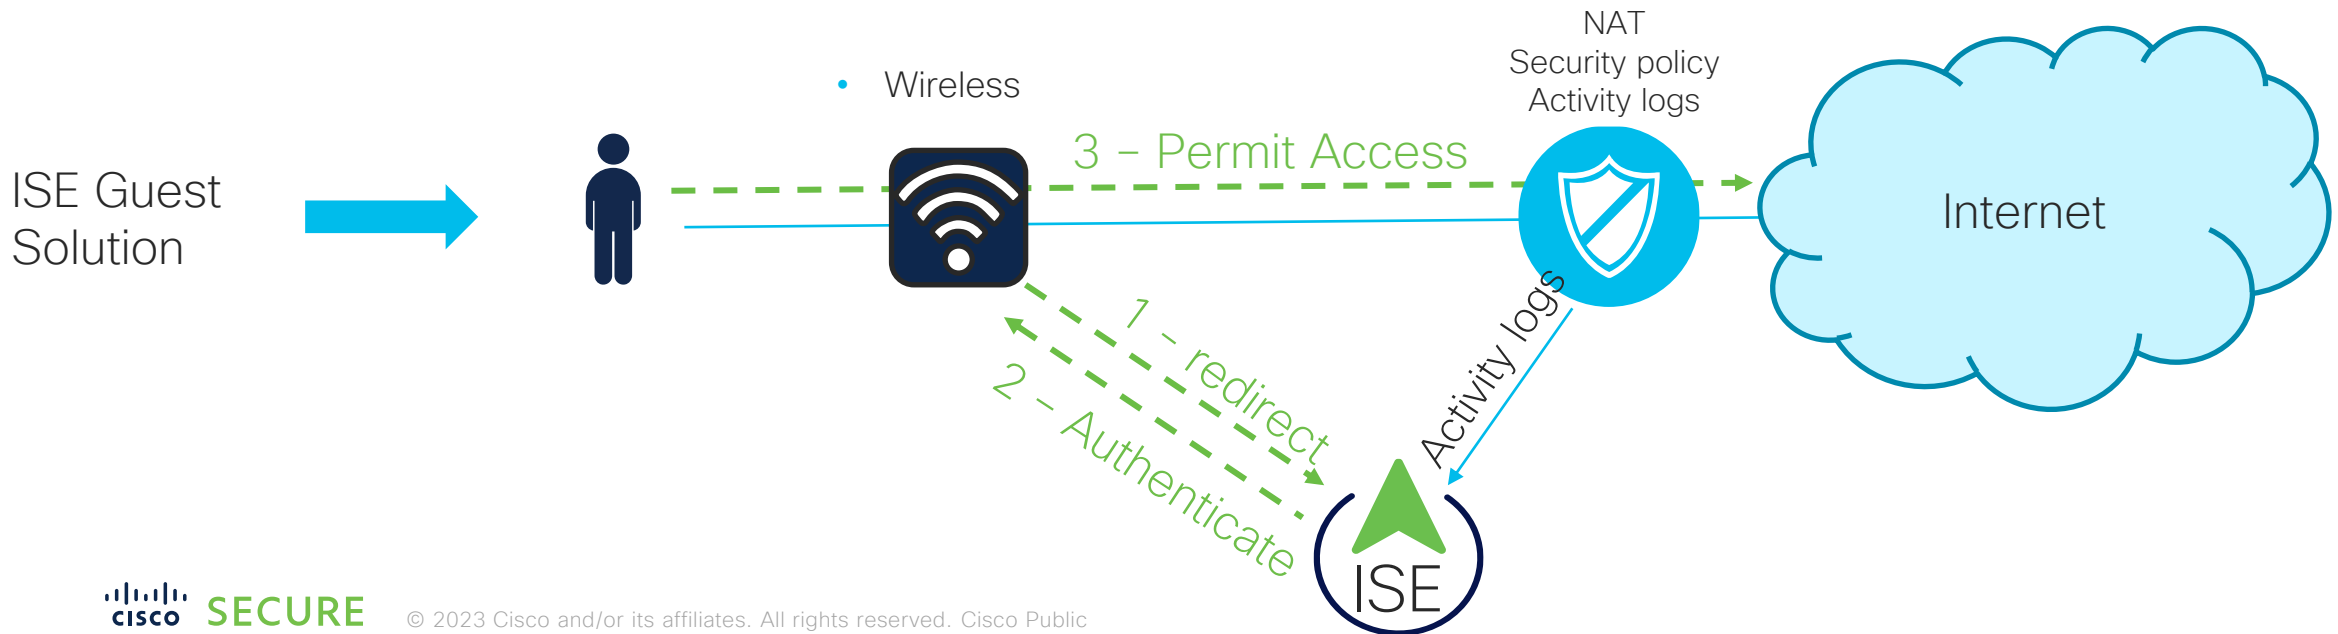 NAT
Security policy
Activity logs
• Wireless
3 – Permit Access
ISE Guest
Solution
Internet
1 - redirect
2 - Authenticate
Activity logs
ISE
cisco SECURE
© 2023 Cisco and/or its affiliates. All rights reserved. Cisco Public